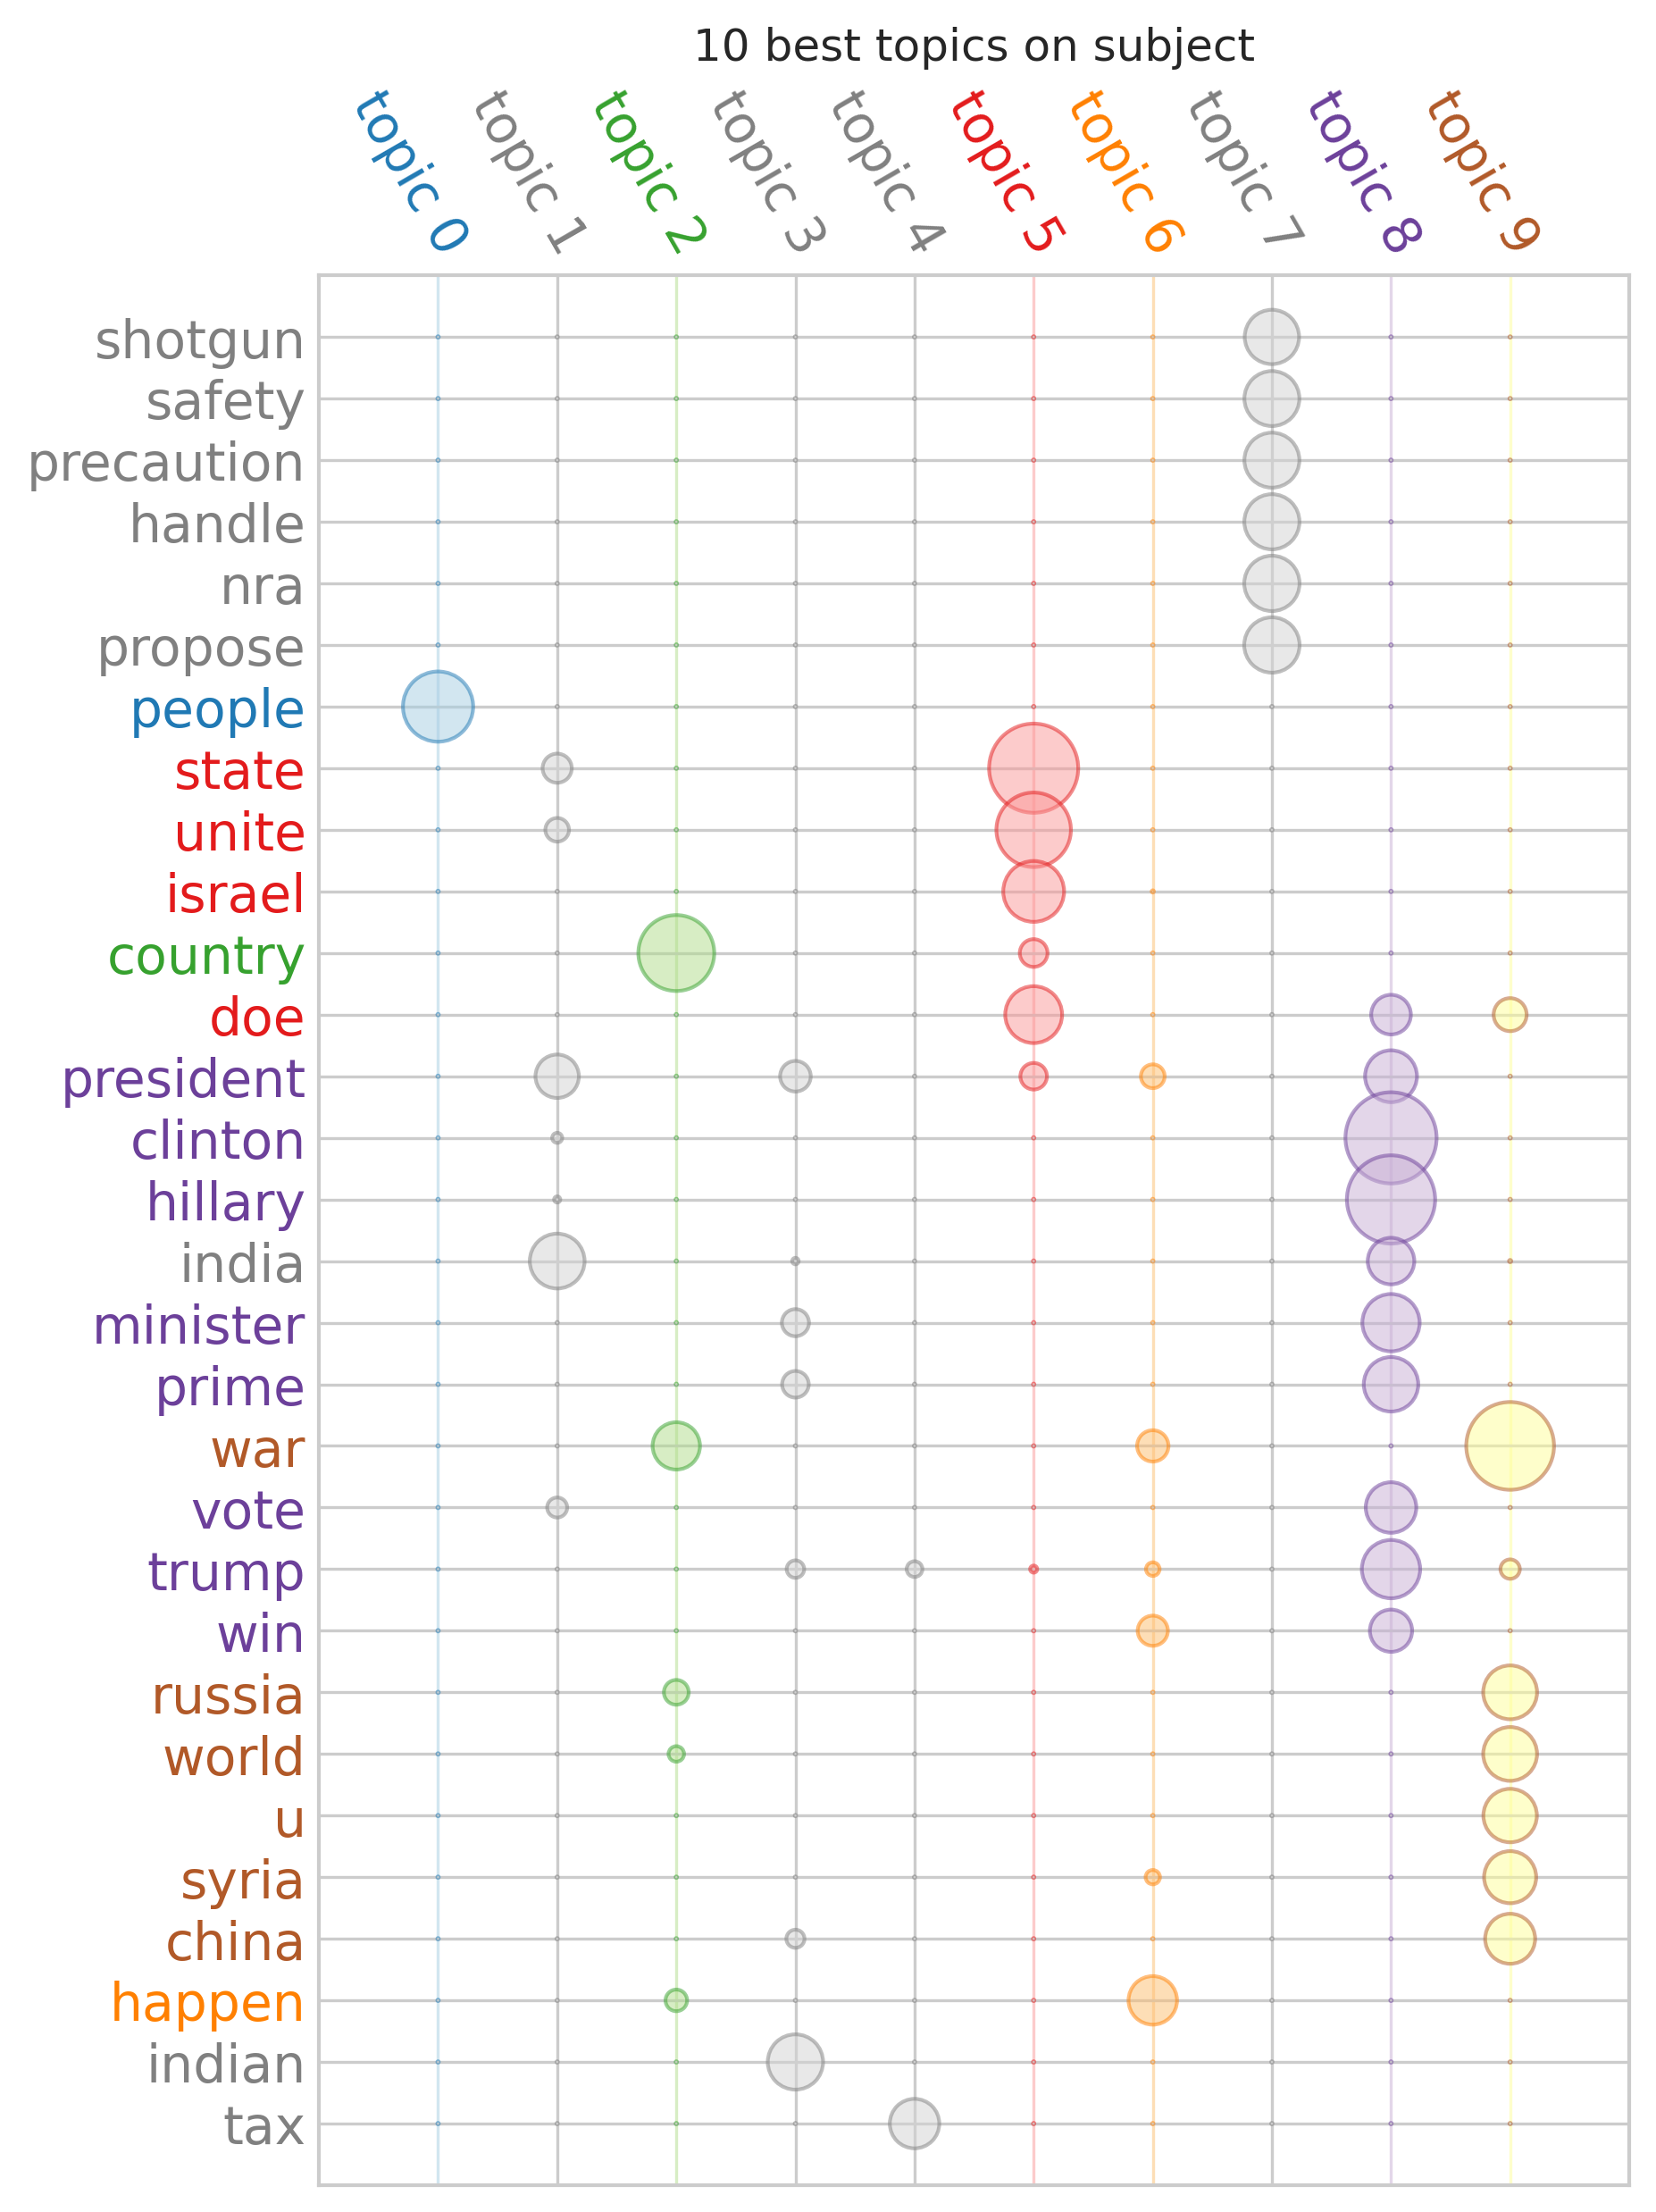 10 best topics on subject
topic 0
topic 1
topic 2
topic 3
topic 4
topic 5
topic 6
topic 7
topic 8
topic 9
shotgun
safety
precaution
handle
nra
propose
people
state
unite
israel
country
doe
president
clinton
hillary
india
minister
prime
war
vote
trump
win
russia
world
u
syria
china
happen
indian
tax